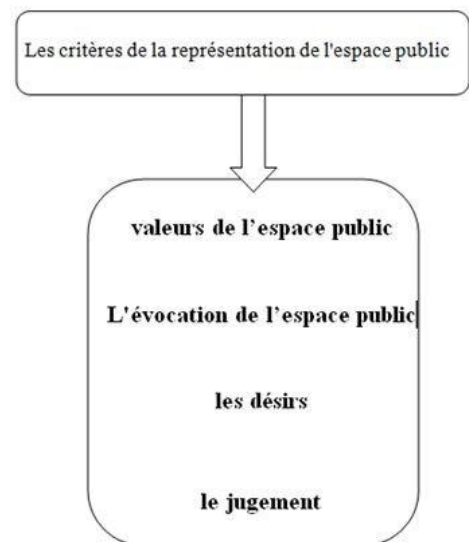 Les critères de la représentation de l'espace public
valeurs de l’espace public
L'évocation de l’espace public
les désirs
le jugement